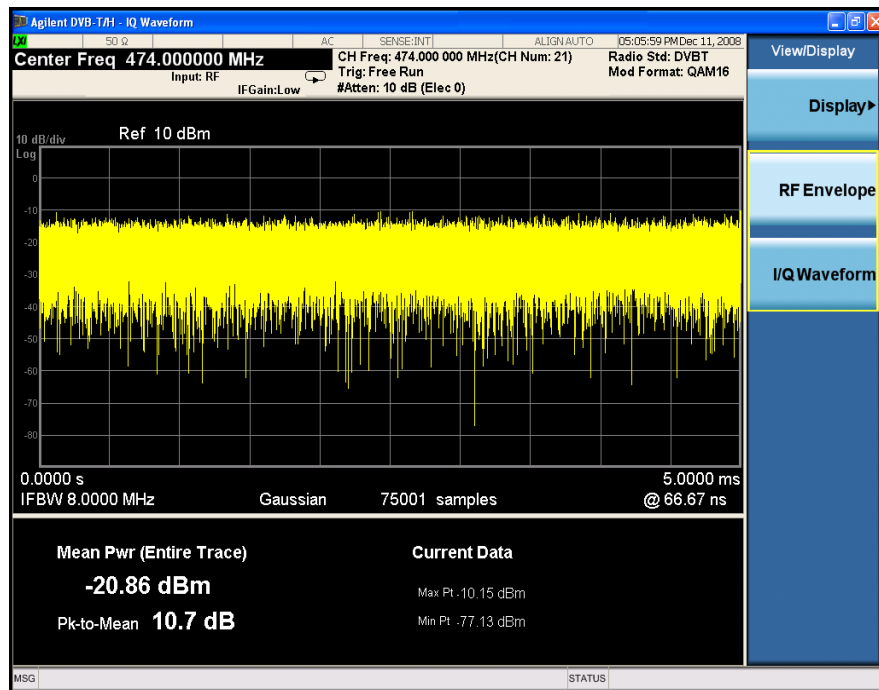 Agilent DVB-T/H - IQ Waveform
LXI 50 Ω AC SENSE:INT ALIGN AUTO 05:05:59 PM Dec 11, 2008
Center Freq 474.000000 MHz
Input: RF
IFGain:Low
CH Freq: 474.000 000 MHz(CH Num: 21)
Trig: Free Run
#Atten: 10 dB (Elec 0)
Radio Std: DVBT
Mod Format: QAM16
View/Display
Display
RF Envelope
I/Q Waveform
10 dB/div
Log
Ref 10 dBm
0
-10
-20
-30
-40
-50
-60
-70
-80
0.0000 s 5.0000 ms
IFBW 8.0000 MHz Gaussian 75001 samples @ 66.67 ns
Mean Pwr (Entire Trace)
-20.86 dBm
Pk-to-Mean 10.7 dB
Current Data
Max Pt -10.15 dBm
Min Pt -77.13 dBm
MSG STATUS